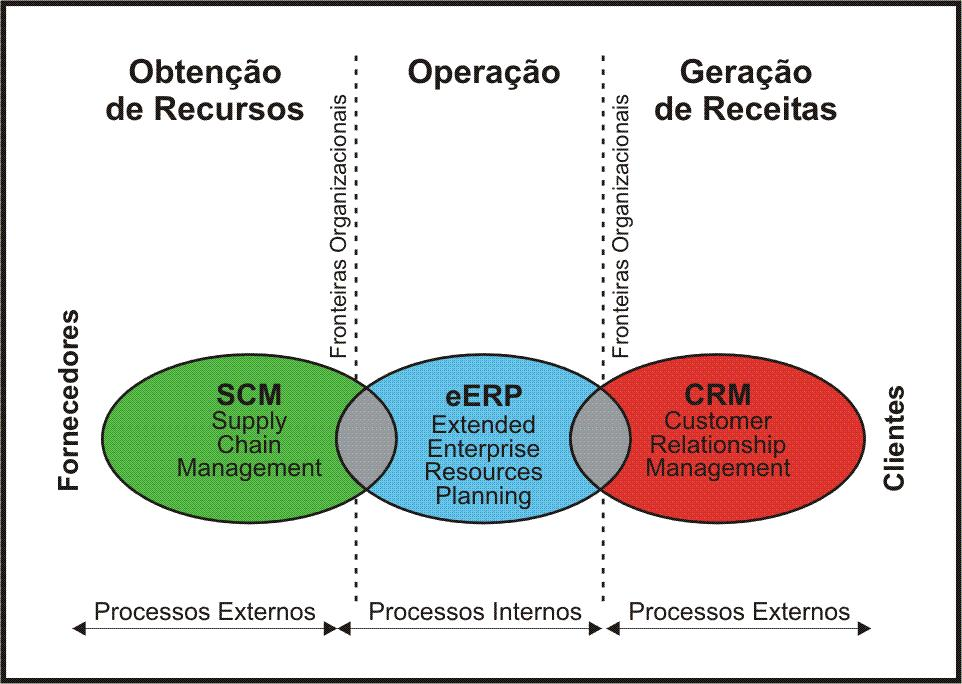 Obtenção
de Recursos
Operação
Geração
de Receitas
Fronteiras Organizacionais
Fronteiras Organizacionais
Fornecedores
SCM
Supply
Chain
Management
eERP
Extended
Enterprise
Resources
Planning
CRM
Customer
Relationship
Management
Clientes
Processos Externos
Processos Internos
Processos Externos